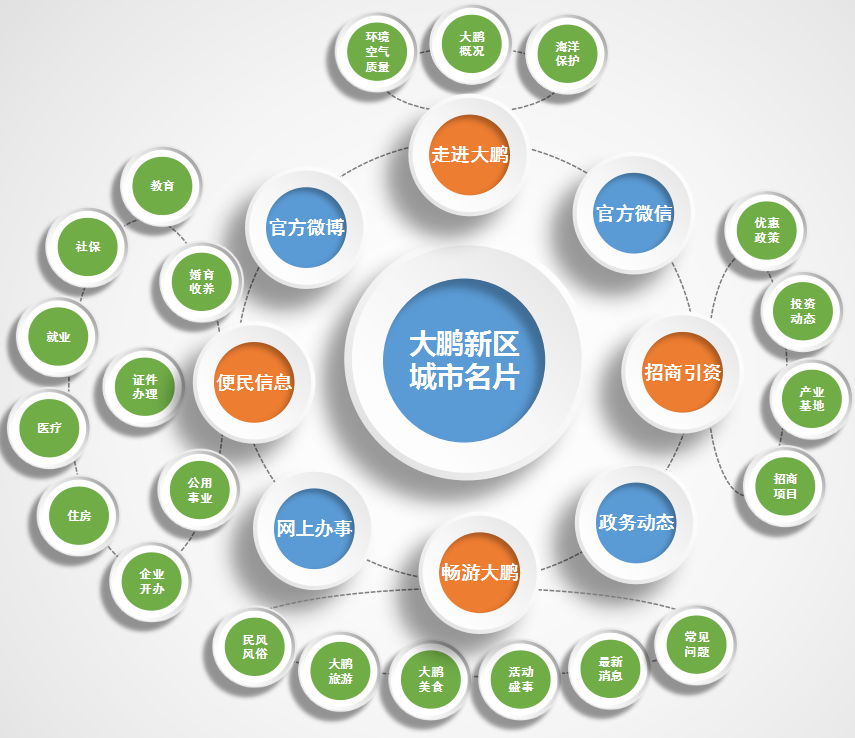 环境
空气
质量
大鹏
概况
海洋
保护
走进大鹏
官方微博
官方微信
教育
社保
婚育
收养
就业
证件
办理
医疗
公用
事业
住房
企业
开办
便民信息
大鹏新区
城市名片
优惠
政策
投资
动态
产业
基地
招商
项目
招商引资
网上办事
政务动态
畅游大鹏
民风
风俗
大鹏
旅游
大鹏
美食
活动
盛事
最新
消息
常见
问题